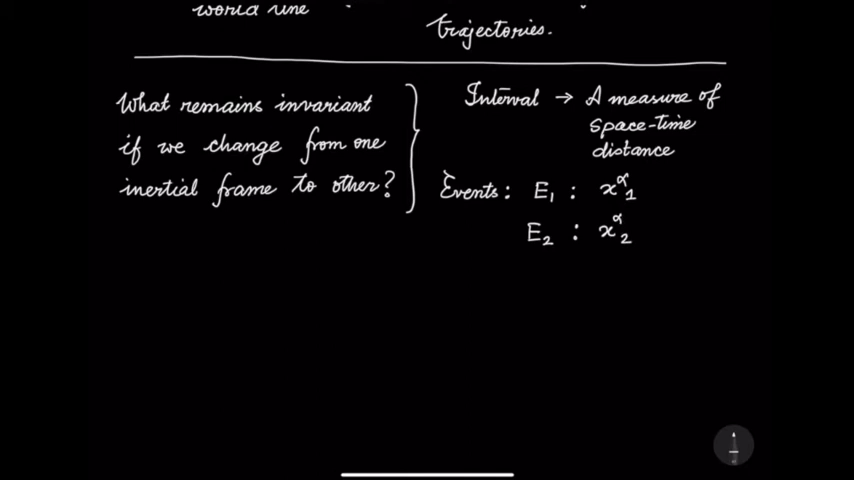 world line
trajectories.
What remains invariant
if we change from one
inertial frame to other?
Interval → A measure of
space-time
distance
Events : E₁ : x^α₁
E₂ : x^α₂